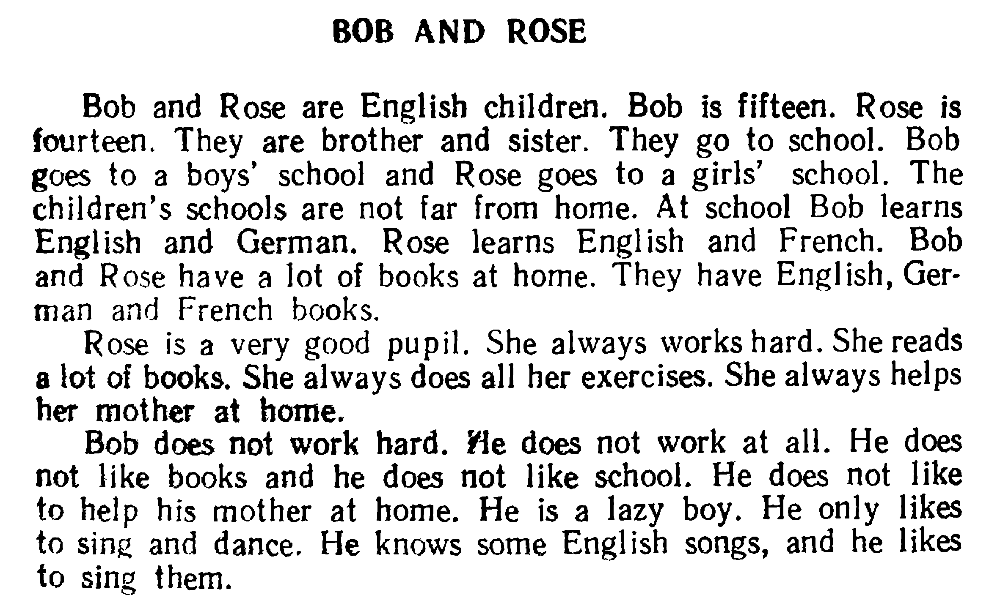 BOB AND ROSE
Bob and Rose are English children. Bob is fifteen. Rose is
fourteen. They are brother and sister. They go to school. Bob
goes to a boys' school and Rose goes to a girls' school. The
children's schools are not far from home. At school Bob learns
English and German. Rose learns English and French. Bob
and Rose have a lot of books at home. They have English, Ger-
man and French books.
Rose is a very good pupil. She always works hard. She reads
a lot of books. She always does all her exercises. She always helps
her mother at home.
Bob does not work hard. He does not work at all. He does
not like books and he does not like school. He does not like
to help his mother at home. He is a lazy boy. He only likes
to sing and dance. He knows some English songs, and he likes
to sing them.